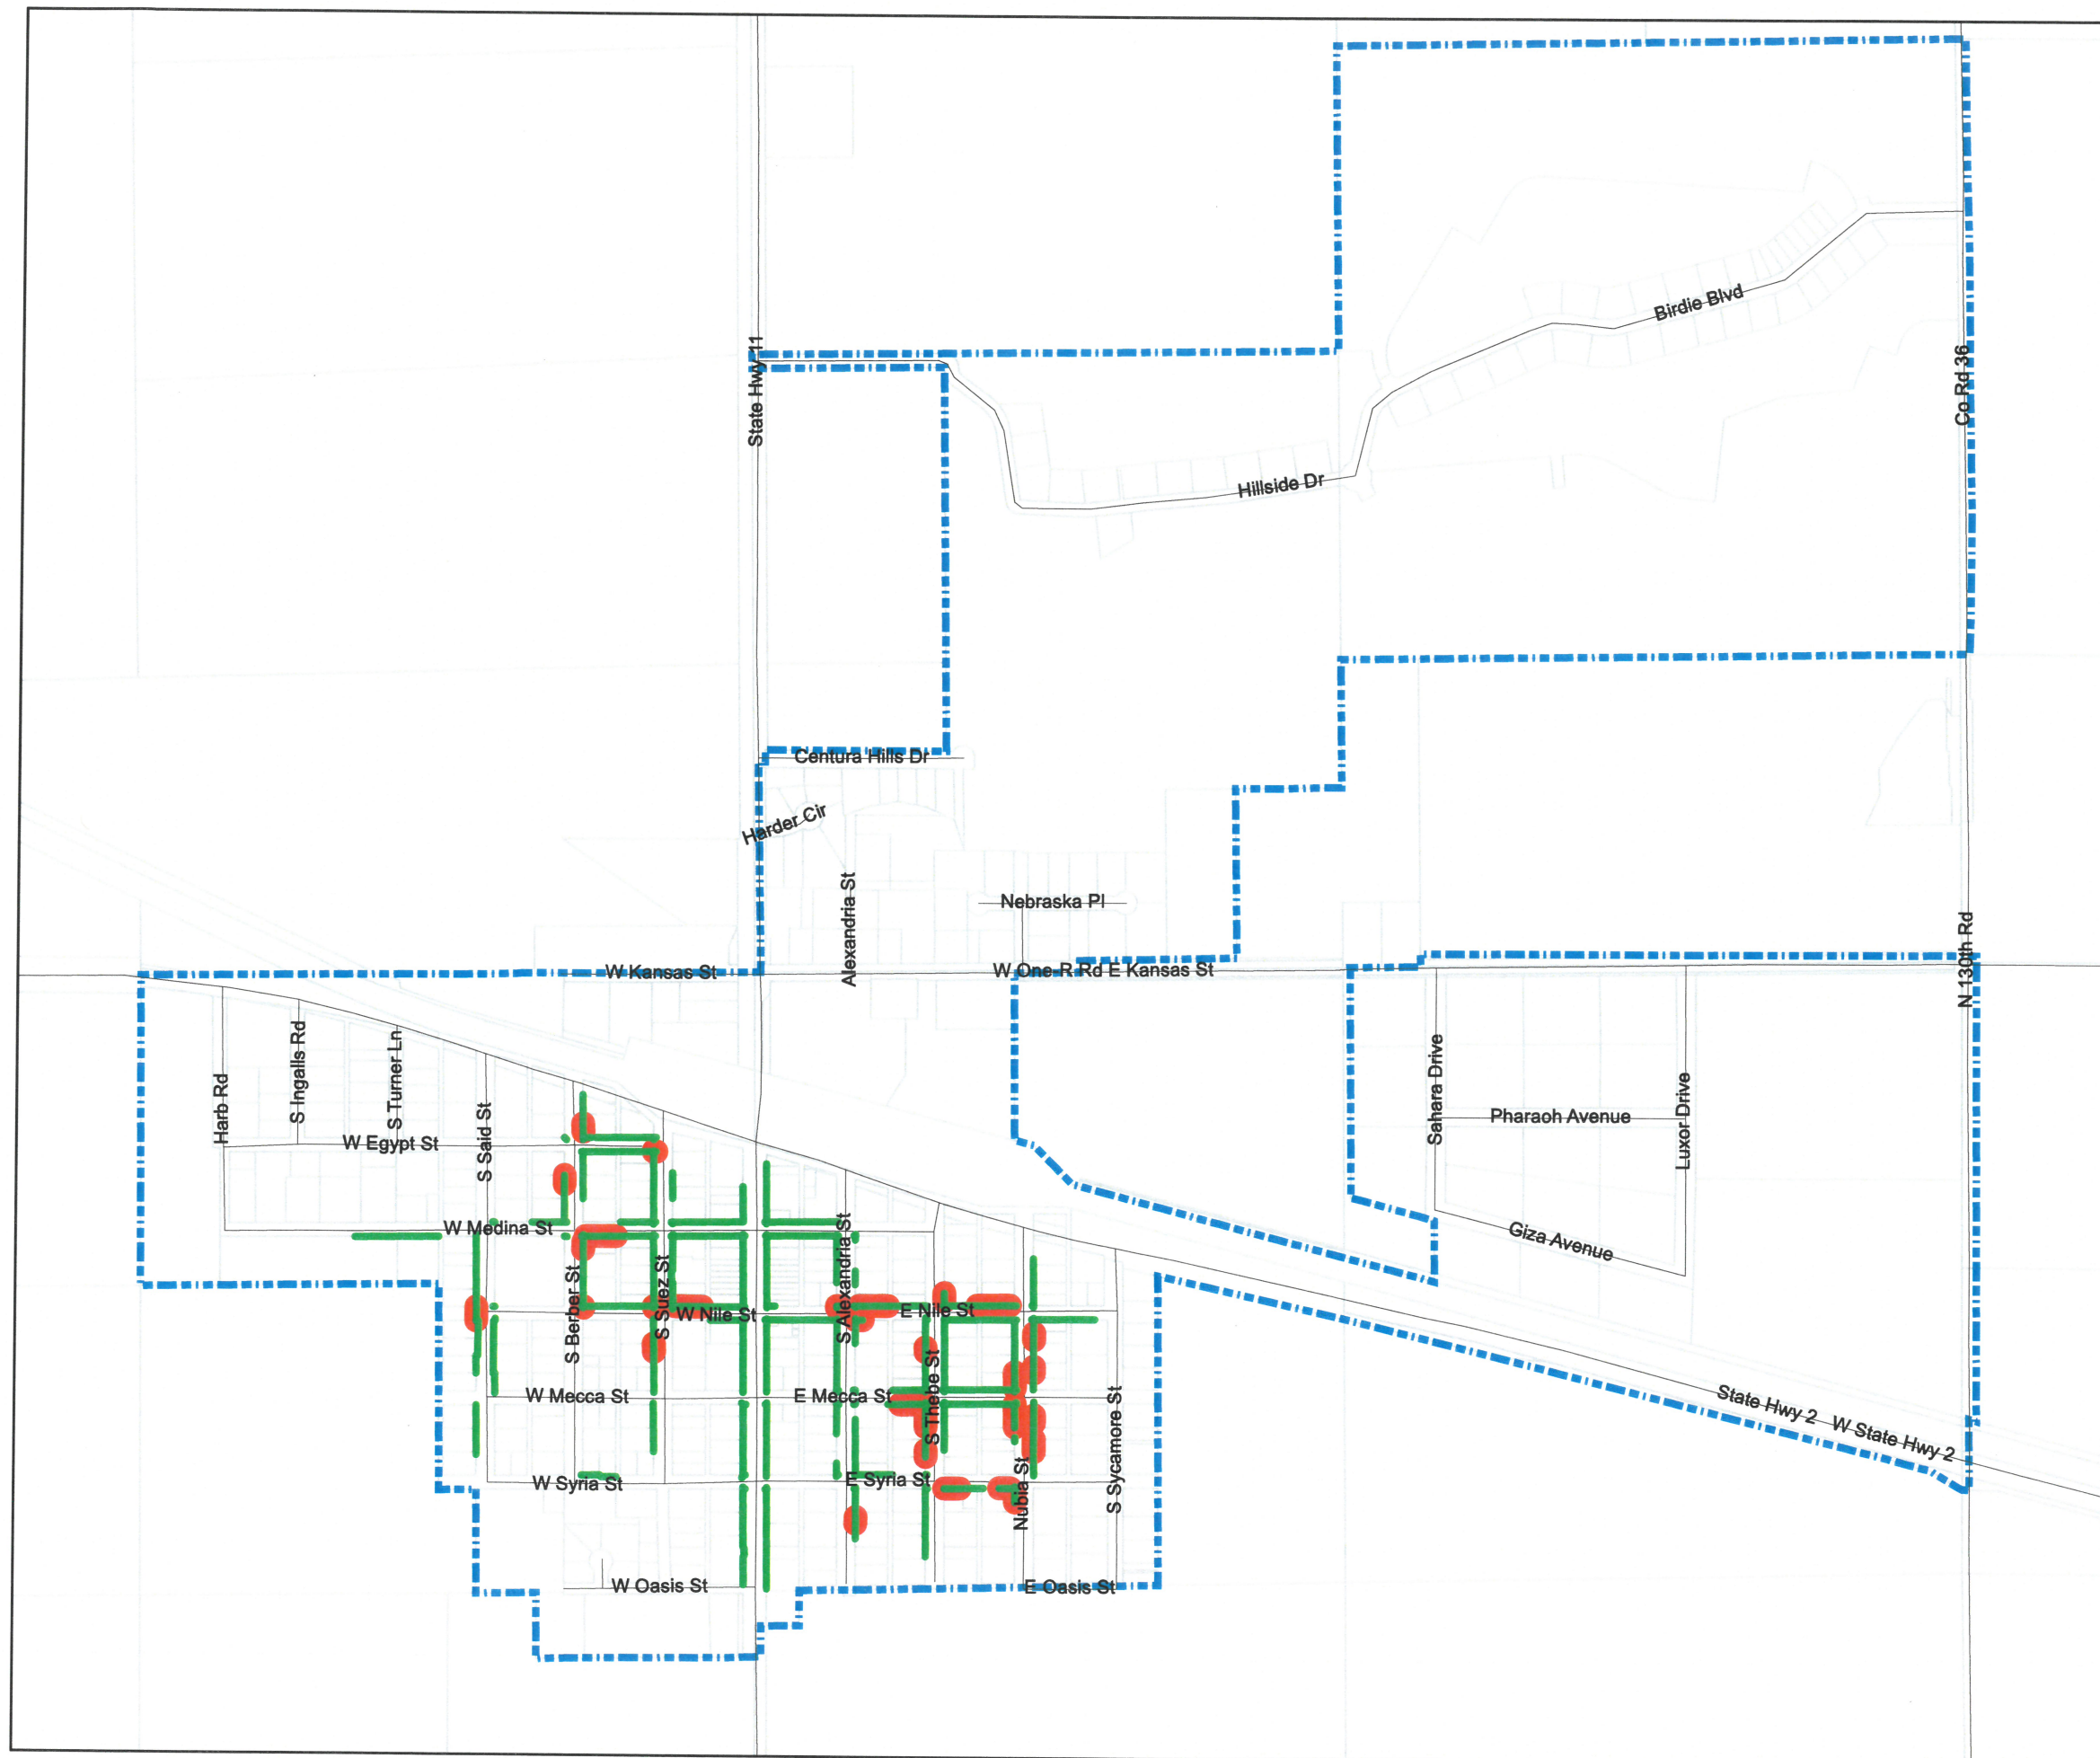 Birdie Blvd
State Hwy 11
Co Rd 36
Hillside Dr
Centura Hills Dr
Harder Cir
Alexandria St
Nebraska Pl
N 130th Rd
W Kansas St
W One-R Rd E Kansas St
Harb Rd
S Ingalls Rd
S Turner Ln
S Said St
W Egypt St
Sahara Drive
Pharaoh Avenue
Luxor Drive
W Medina St
Giza Avenue
S Berber St
S Suez St
S Alexandria St
W Nile St
E Nile St
W Mecca St
E Mecca St
S Thebe St
S Sycamore St
State Hwy 2
W State Hwy 2
W Syria St
E Syria St
Nubia St
W Oasis St
E Oasis St